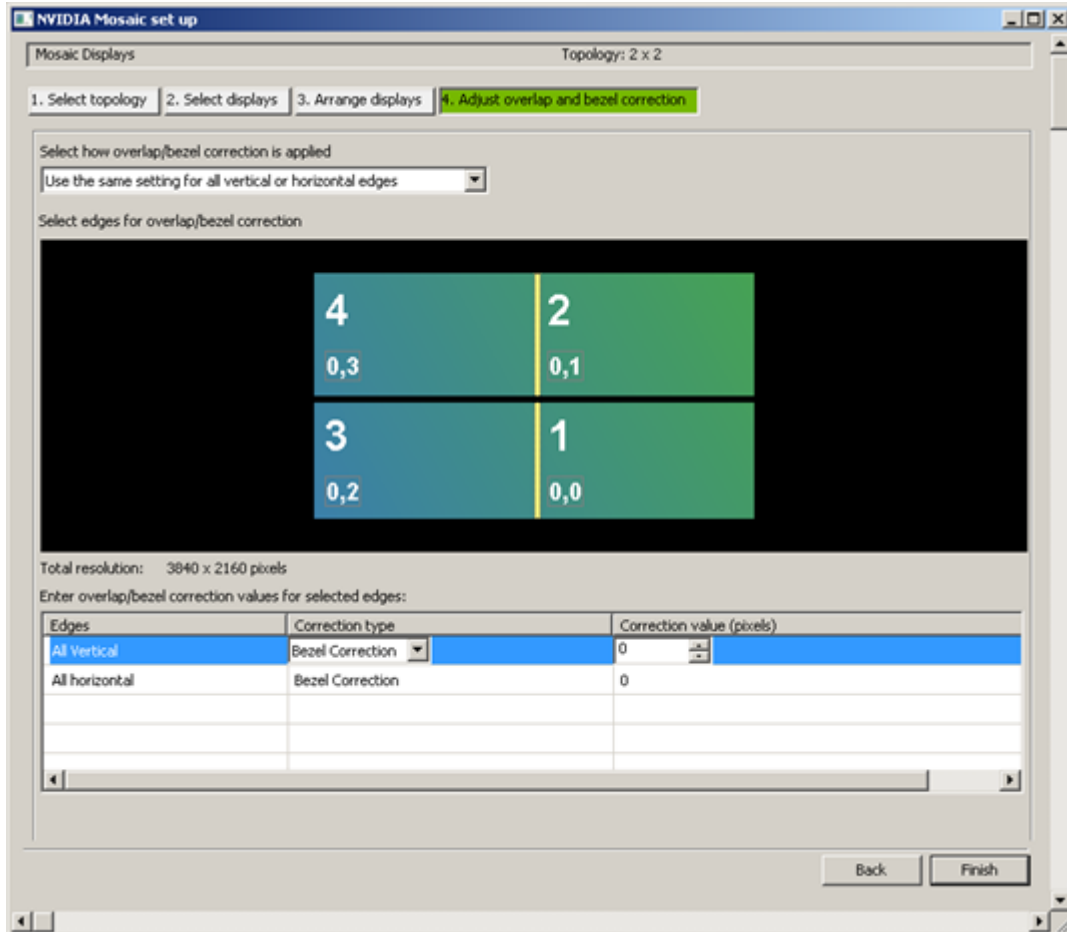 NVIDIA Mosaic set up
Mosaic Displays Topology: 2 x 2
1. Select topology 2. Select displays 3. Arrange displays 4. Adjust overlap and bezel correction
Select how overlap/bezel correction is applied
Use the same setting for all vertical or horizontal edges
Select edges for overlap/bezel correction
4 2
0,3 0,1
3 1
0,2 0,0
Total resolution: 3840 x 2160 pixels
Enter overlap/bezel correction values for selected edges:
Edges Correction type Correction value (pixels)
All Vertical Bezel Correction 0
All horizontal Bezel Correction 0
Back Finish